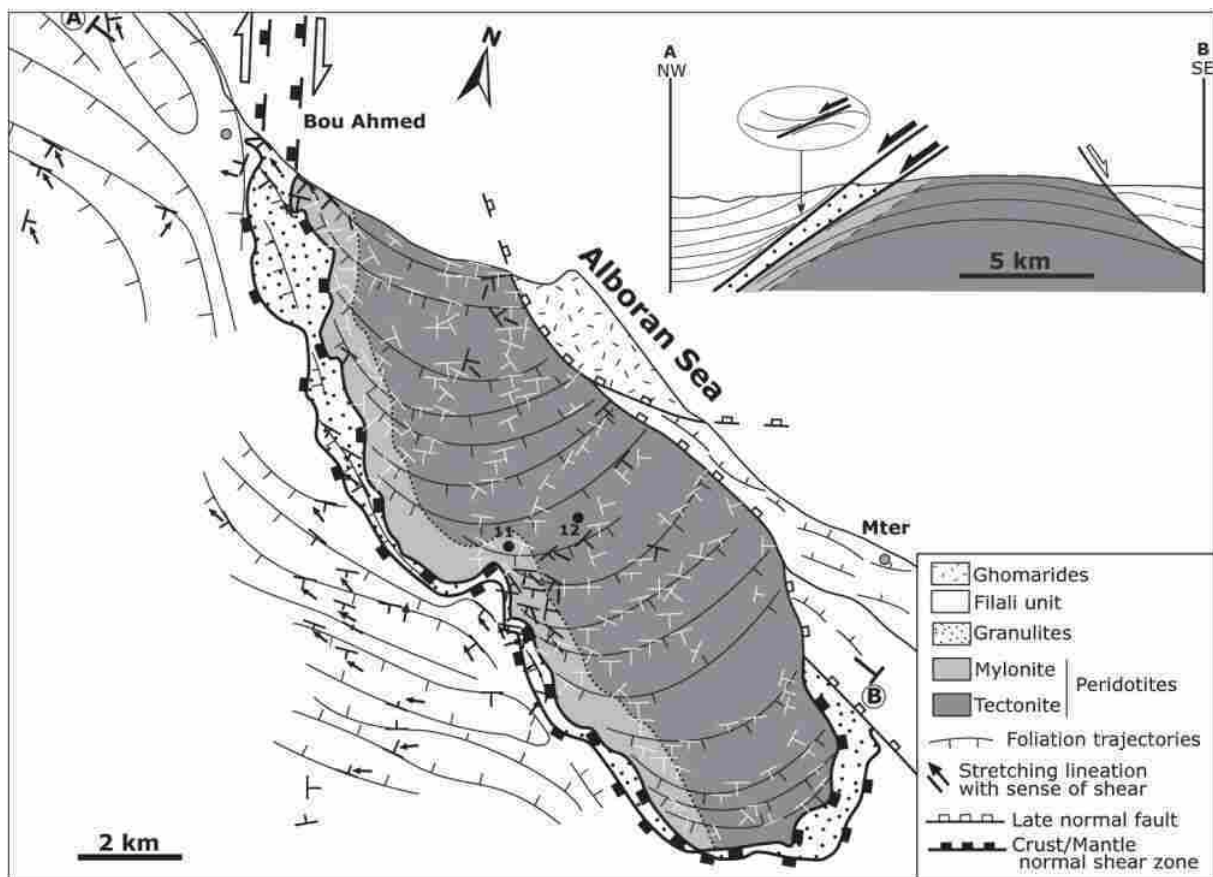 A
N
Bou Ahmed
A
NW
B
SE
5 km
Alboran Sea
11
12
Mter
B
2 km
Ghomarides
Filali unit
Granulites
Mylonite
Tectonite
Peridotites
Foliation trajectories
Stretching lineation
with sense of shear
Late normal fault
Crust/Mantle
normal shear zone